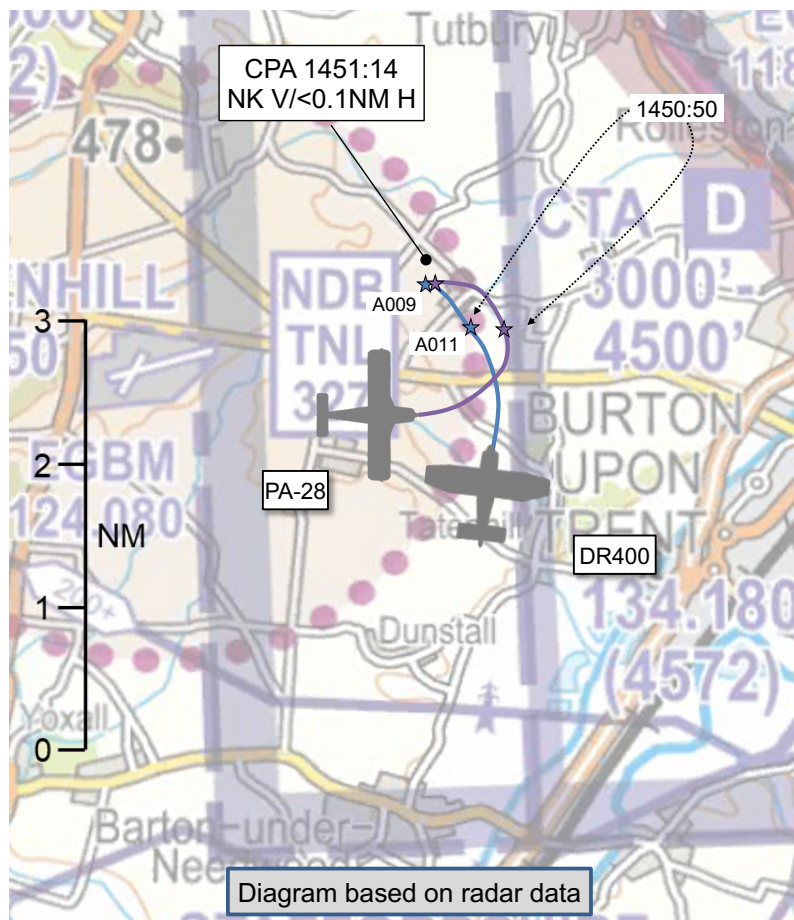 Tutbury
118
CPA 1451:14
NK V/<0.1NM H
1450:50
Rolleston
478
CTA D
ENHILL
NDB
TNL
327
3000'-
4500'
A009
A011
3
EGBM
124.080
BURTON
UPON
TRENT
2
PA-28
NM
DR400
134.180
(4572)
1
Dunstall
Yoxall
0
Barton-under-
Needwood
Diagram based on radar data